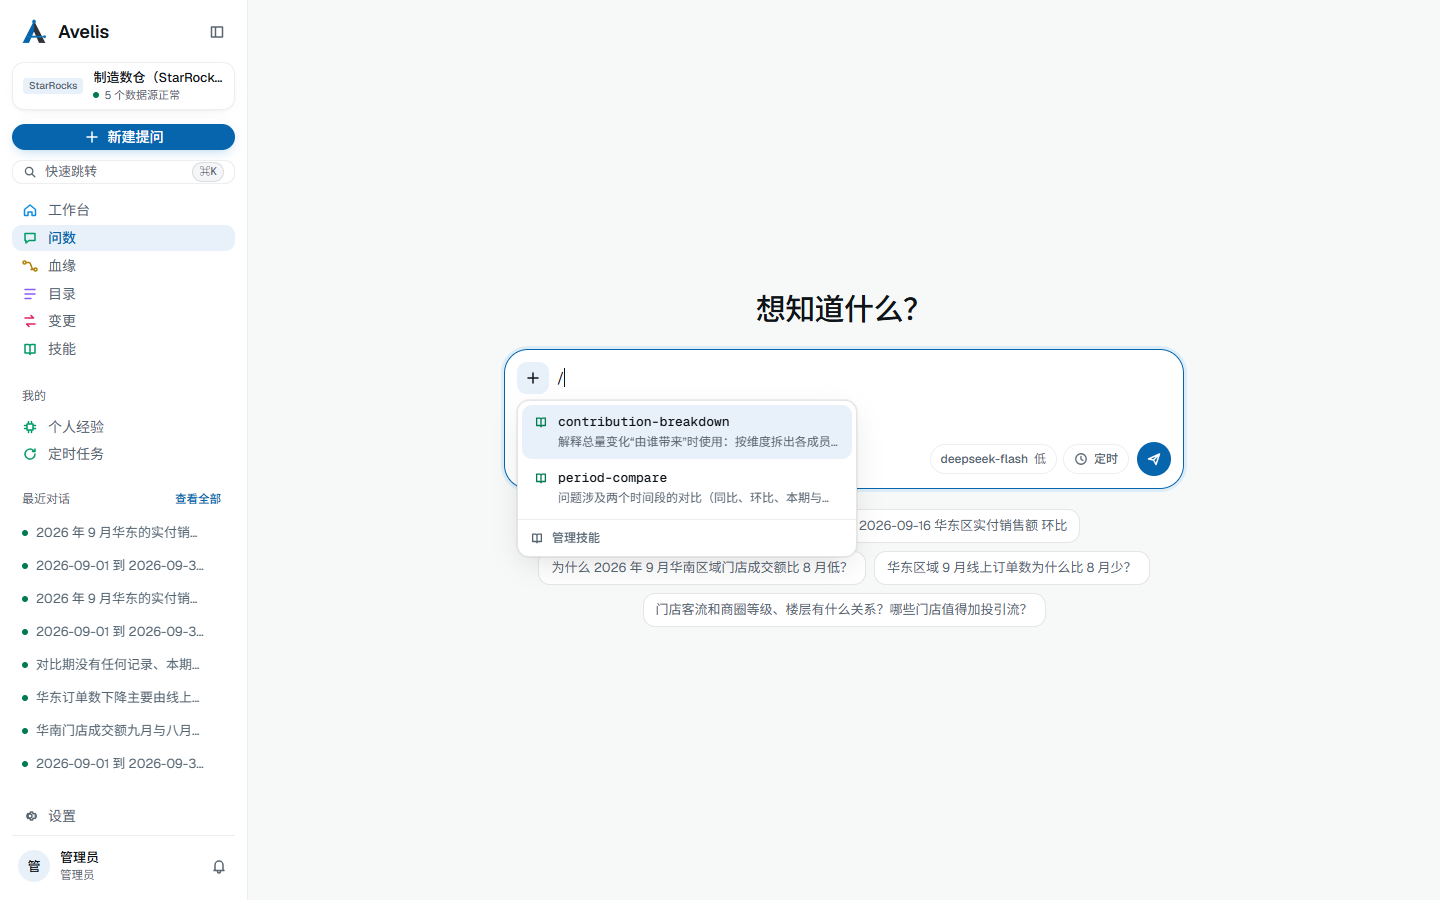 Avelis
StarRocks
制造数仓（StarRock...
5 个数据源正常
新建提问
快速跳转
⌘K
工作台
问数
血缘
目录
变更
技能
我的
个人经验
定时任务
最近对话
查看全部
2026 年 9 月华东的实付销...
2026-09-01 到 2026-09-3...
2026 年 9 月华东的实付销...
2026-09-01 到 2026-09-3...
对比期没有任何记录、本期...
华东订单数下降主要由线上...
华南门店成交额九月与八月...
2026-09-01 到 2026-09-3...
设置
管
管理员
管理员
想知道什么？
/
contribution-breakdown
解释总量变化“由谁带来”时使用：按维度拆出各成员...
period-compare
问题涉及两个时间段的对比（同比、环比、本期与...
管理技能
deepseek-flash 低
定时
2026-09-16 华东区实付销售额 环比
为什么 2026 年 9 月华南区域门店成交额比 8 月低？
华东区域 9 月线上订单数为什么比 8 月少？
门店客流和商圈等级、楼层有什么关系？哪些门店值得加投引流？